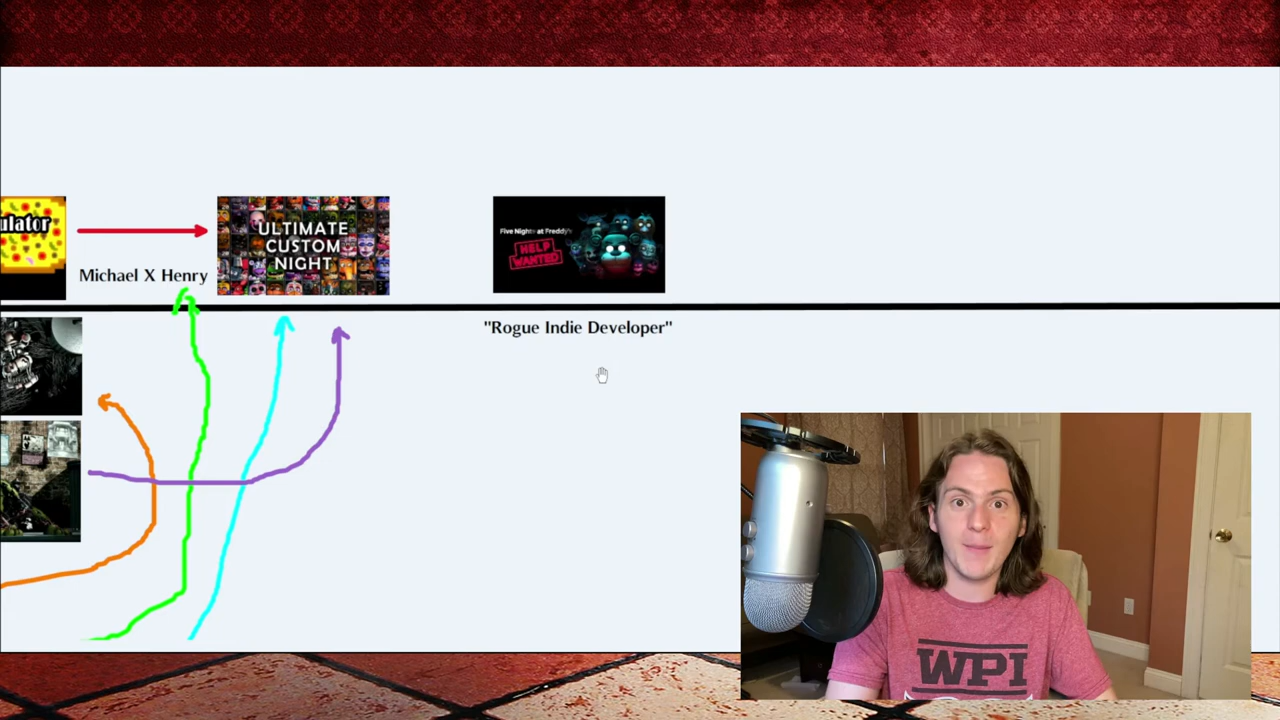 ulator
Michael X Henry
ULTIMATE
CUSTOM
NIGHT
Five Nights at Freddy's
HELP
WANTED
"Rogue Indie Developer"
WPI